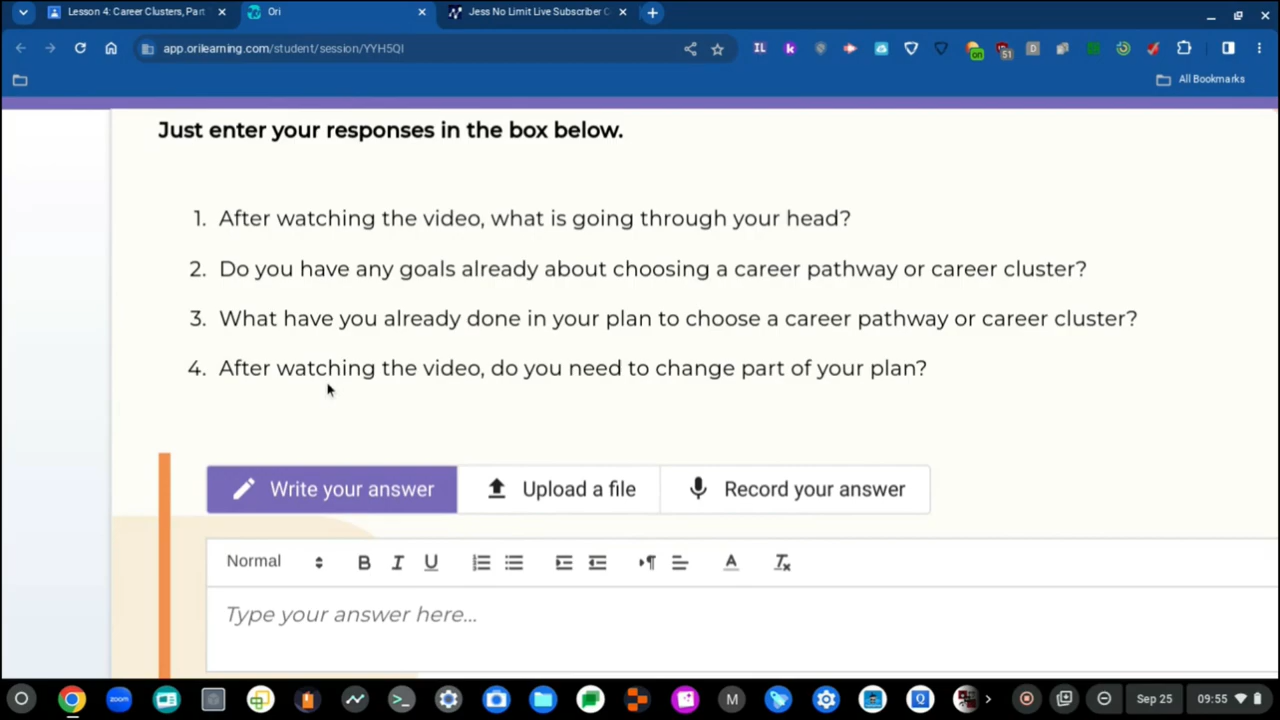 Lesson 4: Career Clusters, Part
Ori
Jess No Limit Live Subscriber C
app.orilearning.com/student/session/YYH5QI
IL
k
on
51
D
All Bookmarks
Just enter your responses in the box below.
1. After watching the video, what is going through your head?
2. Do you have any goals already about choosing a career pathway or career cluster?
3. What have you already done in your plan to choose a career pathway or career cluster?
4. After watching the video, do you need to change part of your plan?
Write your answer
Upload a file
Record your answer
Normal
B I U
A
Type your answer here...
zoom
M
Q
Sep 25
09:55